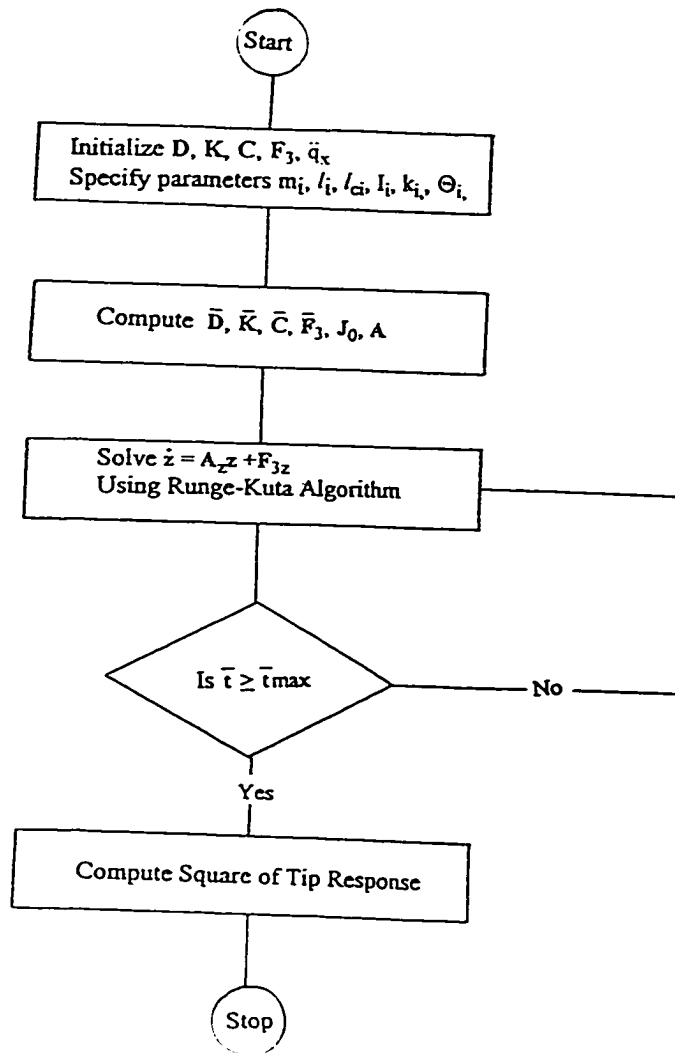 Start
Initialize D, K, C, F₃, q̈ₓ
Specify parameters mᵢ, lᵢ, l_ci, Iᵢ, kᵢ, Θᵢ,
Compute D̄, K̄, C̄, F̄₃, J₀, A
Solve ż = A_z z + F₃z
Using Runge-Kuta Algorithm
Is t̄ ≥ t̄max
No
Yes
Compute Square of Tip Response
Stop